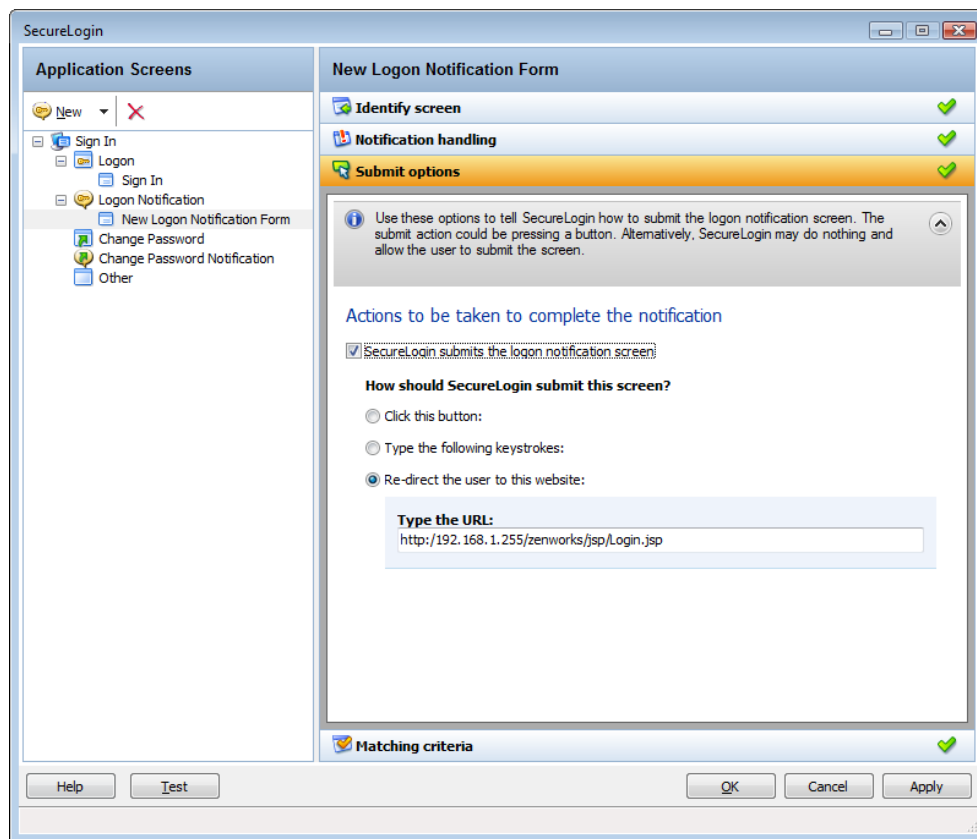 SecureLogin
Application Screens
New
Sign In
Logon
Sign In
Logon Notification
New Logon Notification Form
Change Password
Change Password Notification
Other
New Logon Notification Form
Identify screen
Notification handling
Submit options
Use these options to tell SecureLogin how to submit the logon notification screen. The
submit action could be pressing a button. Alternatively, SecureLogin may do nothing and
allow the user to submit the screen.
Actions to be taken to complete the notification
SecureLogin submits the logon notification screen
How should SecureLogin submit this screen?
Click this button:
Type the following keystrokes:
Re-direct the user to this website:
Type the URL:
http:/192.168.1.255/zenworks/jsp/Login.jsp
Matching criteria
Help
Test
OK
Cancel
Apply